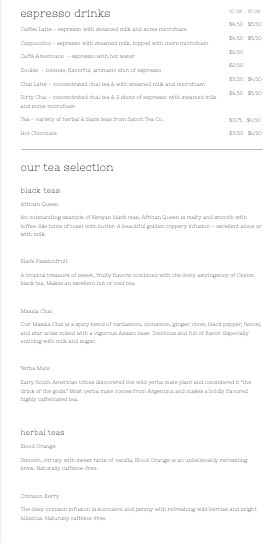 espresso drinks
10 oz 16 oz
Caffee Latte - espresso with steamed milk and some microfoam
$4.50 $5.50
Cappuccino - espresso with steamed milk, topped with more microfoam
$4.50 $5.50
Caffé Americano - espresso with hot water
$2.50
Double - intense, flavorful, aromatic shot of espresso
$2.50
Chai Latté - concentrated chai tea & with steamed milk and microfoam
$3.50 $4.50
Dirty Chai - concentrated chai tea & 2 shots of espresso with steamed milk
and some microfoam
$4.50 $5.50
Tea - variety of herbal & black teas from Satori Tea Co.
$3.75 $4.50
Hot Chocolate
$3.50 $4.50
our tea selection
black teas
African Queen
An outstanding example of Kenyan black teas, African Queen is malty and smooth with
toffee-like hints of toast with butter. A beautiful golden coppery infusion - excellent alone or
with milk.
Black Passionfruit
A tropical treasure of sweet, fruity flavors combined with the lively astringency of Ceylon
black tea. Makes an excellent hot or iced tea.
Masala Chai
Our Masala Chai is a spicy blend of cardamom, cinnamon, ginger, clove, black pepper, fennel,
and star anise mixed with a vigorous Assam base. Delicious and full of flavor. Especially
enticing with milk and sugar.
Yerba Mate
Early South American tribes discovered the wild yerba mate plant and considered it "the
drink of the gods." Most yerba mate comes from Argentina and makes a boldly flavored
highly caffeinated tea.
herbal teas
Blood Orange
Smooth, citrusy with sweet hints of vanilla, Blood Orange is an unbelievably refreshing
brew. Naturally caffeine-free.
Crimson Berry
The deep crimson infusion is succulent and jammy with refreshing wild berries and bright
hibiscus. Naturally caffeine-free.